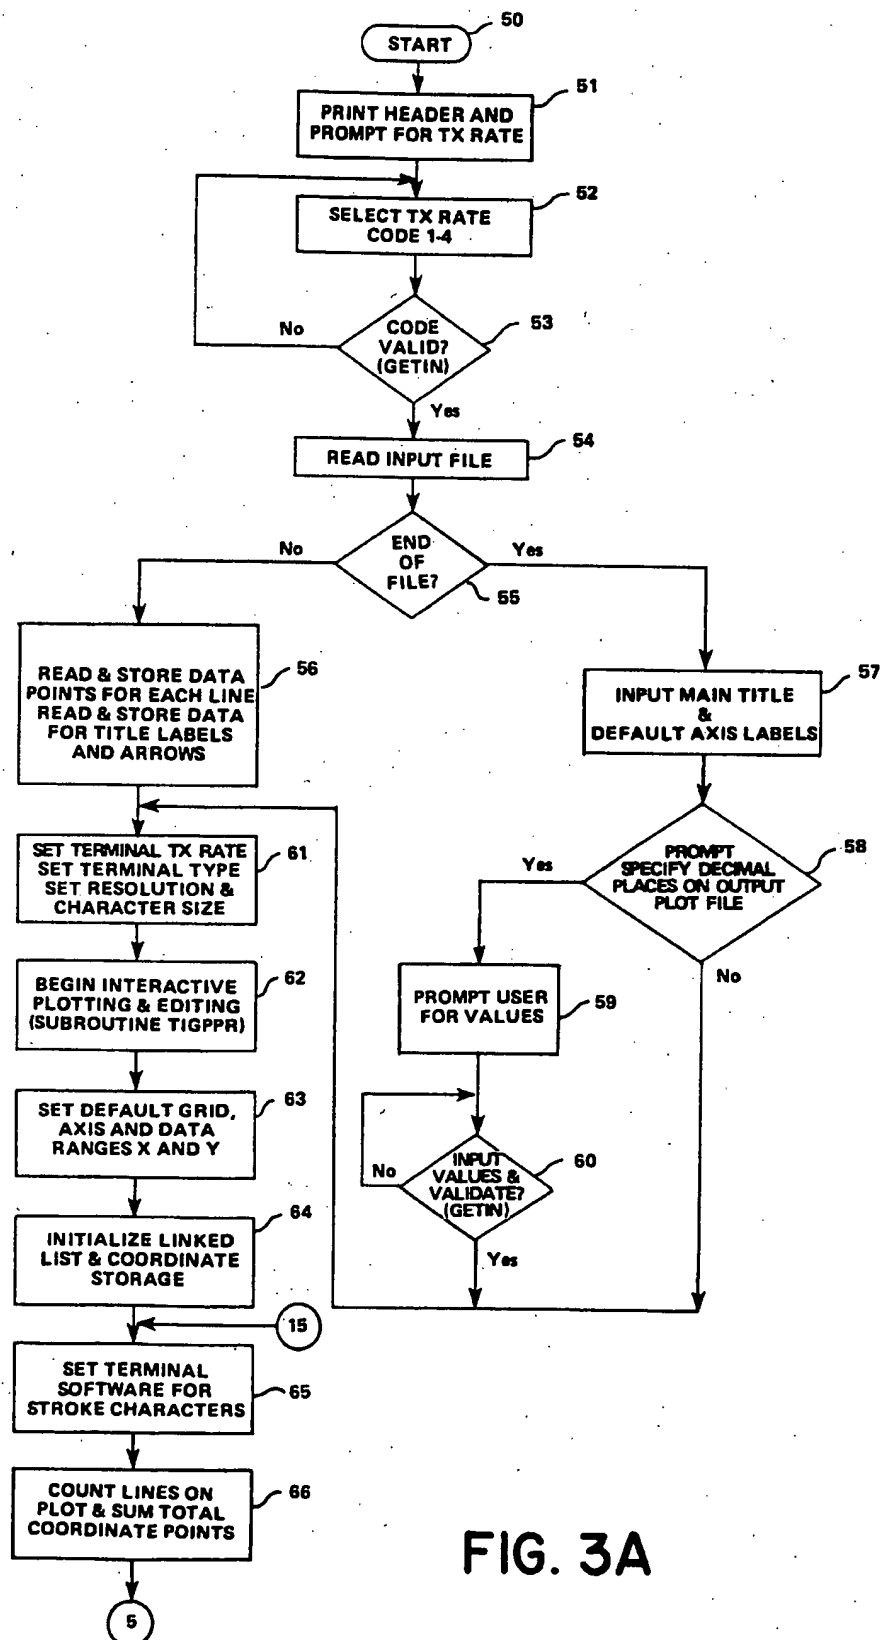 50
START
51
PRINT HEADER AND
PROMPT FOR TX RATE
52
SELECT TX RATE
CODE 1-4
53
CODE
VALID?
(GETIN)
No
Yes
54
READ INPUT FILE
END
OF
FILE?
55
No
Yes
56
READ & STORE DATA
POINTS FOR EACH LINE
READ & STORE DATA
FOR TITLE LABELS
AND ARROWS
57
INPUT MAIN TITLE
&
DEFAULT AXIS LABELS
58
PROMPT
SPECIFY DECIMAL
PLACES ON OUTPUT
PLOT FILE
Yes
No
59
PROMPT USER
FOR VALUES
60
INPUT
VALUES &
VALIDATE?
(GETIN)
No
Yes
61
SET TERMINAL TX RATE
SET TERMINAL TYPE
SET RESOLUTION &
CHARACTER SIZE
62
BEGIN INTERACTIVE
PLOTTING & EDITING
(SUBROUTINE TIGPPR)
63
SET DEFAULT GRID,
AXIS AND DATA
RANGES X AND Y
64
INITIALIZE LINKED
LIST & COORDINATE
STORAGE
15
65
SET TERMINAL
SOFTWARE FOR
STROKE CHARACTERS
66
COUNT LINES ON
PLOT & SUM TOTAL
COORDINATE POINTS
5
FIG. 3A